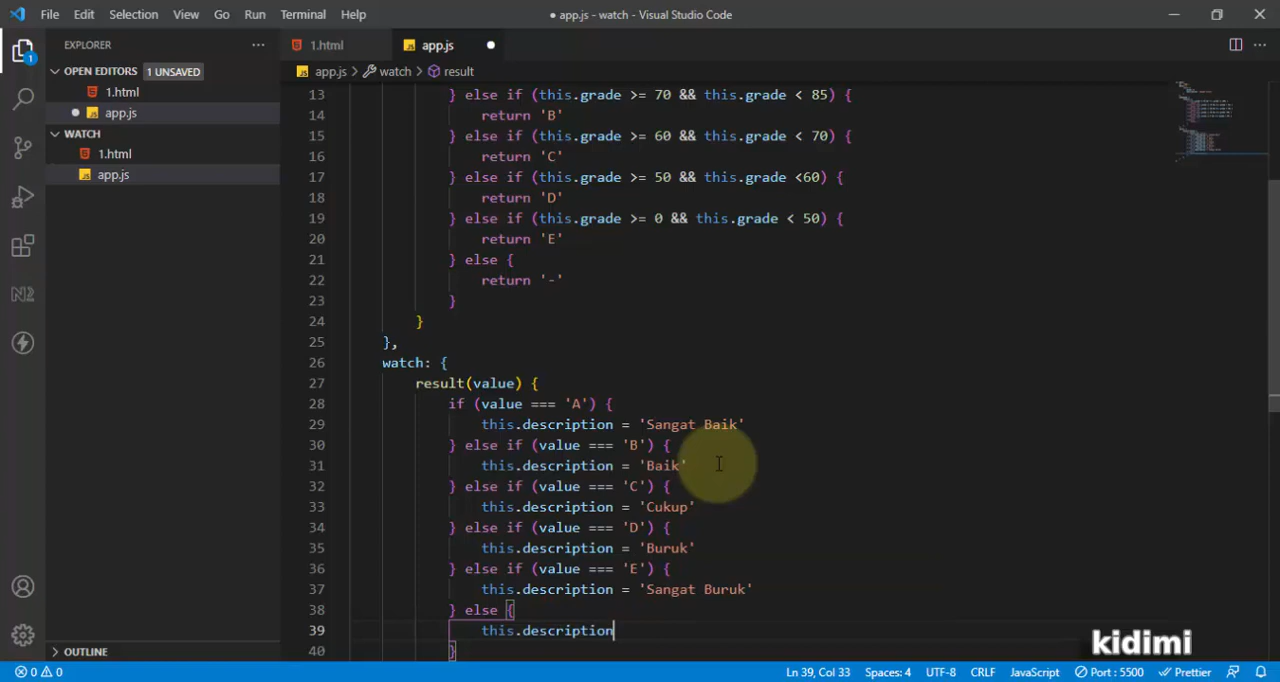 File Edit Selection View Go Run Terminal Help
● app.js - watch - Visual Studio Code
EXPLORER
OPEN EDITORS 1 UNSAVED
1.html
app.js
WATCH
1.html
app.js
OUTLINE
1
N2
1.html
app.js
app.js > watch > result
13 } else if (this.grade >= 70 && this.grade < 85) {
14 return 'B'
15 } else if (this.grade >= 60 && this.grade < 70) {
16 return 'C'
17 } else if (this.grade >= 50 && this.grade <60) {
18 return 'D'
19 } else if (this.grade >= 0 && this.grade < 50) {
20 return 'E'
21 } else {
22 return '-'
23 }
24 }
25 },
26 watch: {
27 result(value) {
28 if (value === 'A') {
29 this.description = 'Sangat Baik'
30 } else if (value === 'B') {
31 this.description = 'Baik'
32 } else if (value === 'C') {
33 this.description = 'Cukup'
34 } else if (value === 'D') {
35 this.description = 'Buruk'
36 } else if (value === 'E') {
37 this.description = 'Sangat Buruk'
38 } else {
39 this.description
40 }
kidimi
0 0
Ln 39, Col 33 Spaces: 4 UTF-8 CRLF JavaScript Port : 5500 Prettier